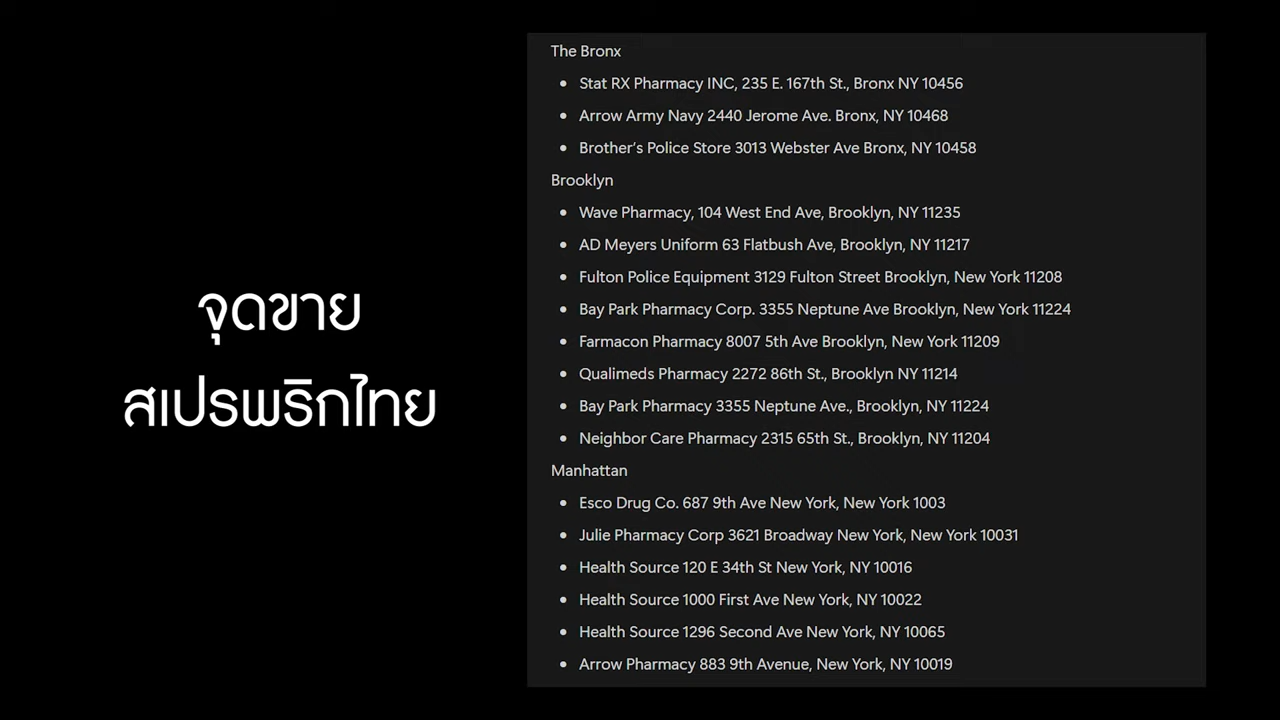 จุดขาย
สเปรพริกไทย
The Bronx
• Stat RX Pharmacy INC, 235 E. 167th St., Bronx NY 10456
• Arrow Army Navy 2440 Jerome Ave. Bronx, NY 10468
• Brother's Police Store 3013 Webster Ave Bronx, NY 10458
Brooklyn
• Wave Pharmacy, 104 West End Ave, Brooklyn, NY 11235
• AD Meyers Uniform 63 Flatbush Ave, Brooklyn, NY 11217
• Fulton Police Equipment 3129 Fulton Street Brooklyn, New York 11208
• Bay Park Pharmacy Corp. 3355 Neptune Ave Brooklyn, New York 11224
• Farmacon Pharmacy 8007 5th Ave Brooklyn, New York 11209
• Qualimeds Pharmacy 2272 86th St., Brooklyn NY 11214
• Bay Park Pharmacy 3355 Neptune Ave., Brooklyn, NY 11224
• Neighbor Care Pharmacy 2315 65th St., Brooklyn, NY 11204
Manhattan
• Esco Drug Co. 687 9th Ave New York, New York 1003
• Julie Pharmacy Corp 3621 Broadway New York, New York 10031
• Health Source 120 E 34th St New York, NY 10016
• Health Source 1000 First Ave New York, NY 10022
• Health Source 1296 Second Ave New York, NY 10065
• Arrow Pharmacy 883 9th Avenue, New York, NY 10019